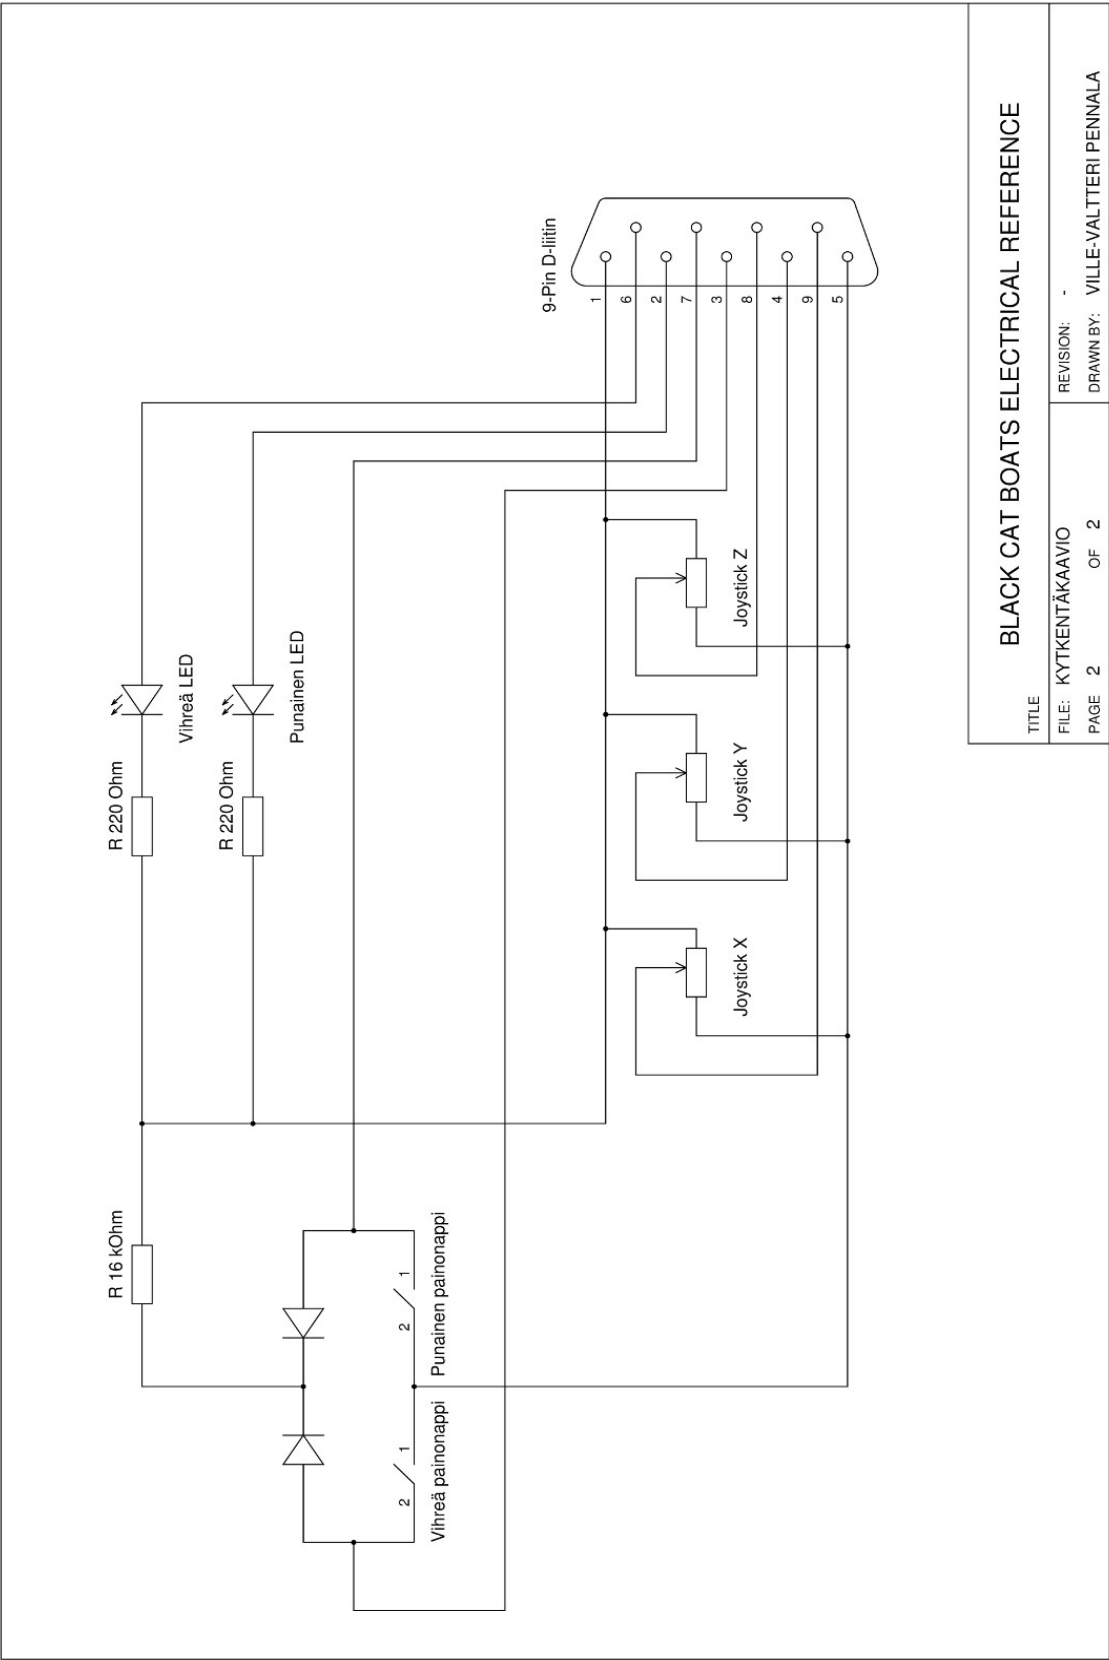 R 16 kOhm
R 220 Ohm
Vihreä LED
R 220 Ohm
Punainen LED
2
1
2
1
Vihreä painonappi
Punainen painonappi
9-Pin D-liitin
1
6
2
7
3
8
4
9
5
Joystick X
Joystick Y
Joystick Z
TITLE
BLACK CAT BOATS ELECTRICAL REFERENCE
FILE: KYTKENTÄKAAVIO
REVISION: -
PAGE 2 OF 2
DRAWN BY: VILLE-VALTTERI PENNALA